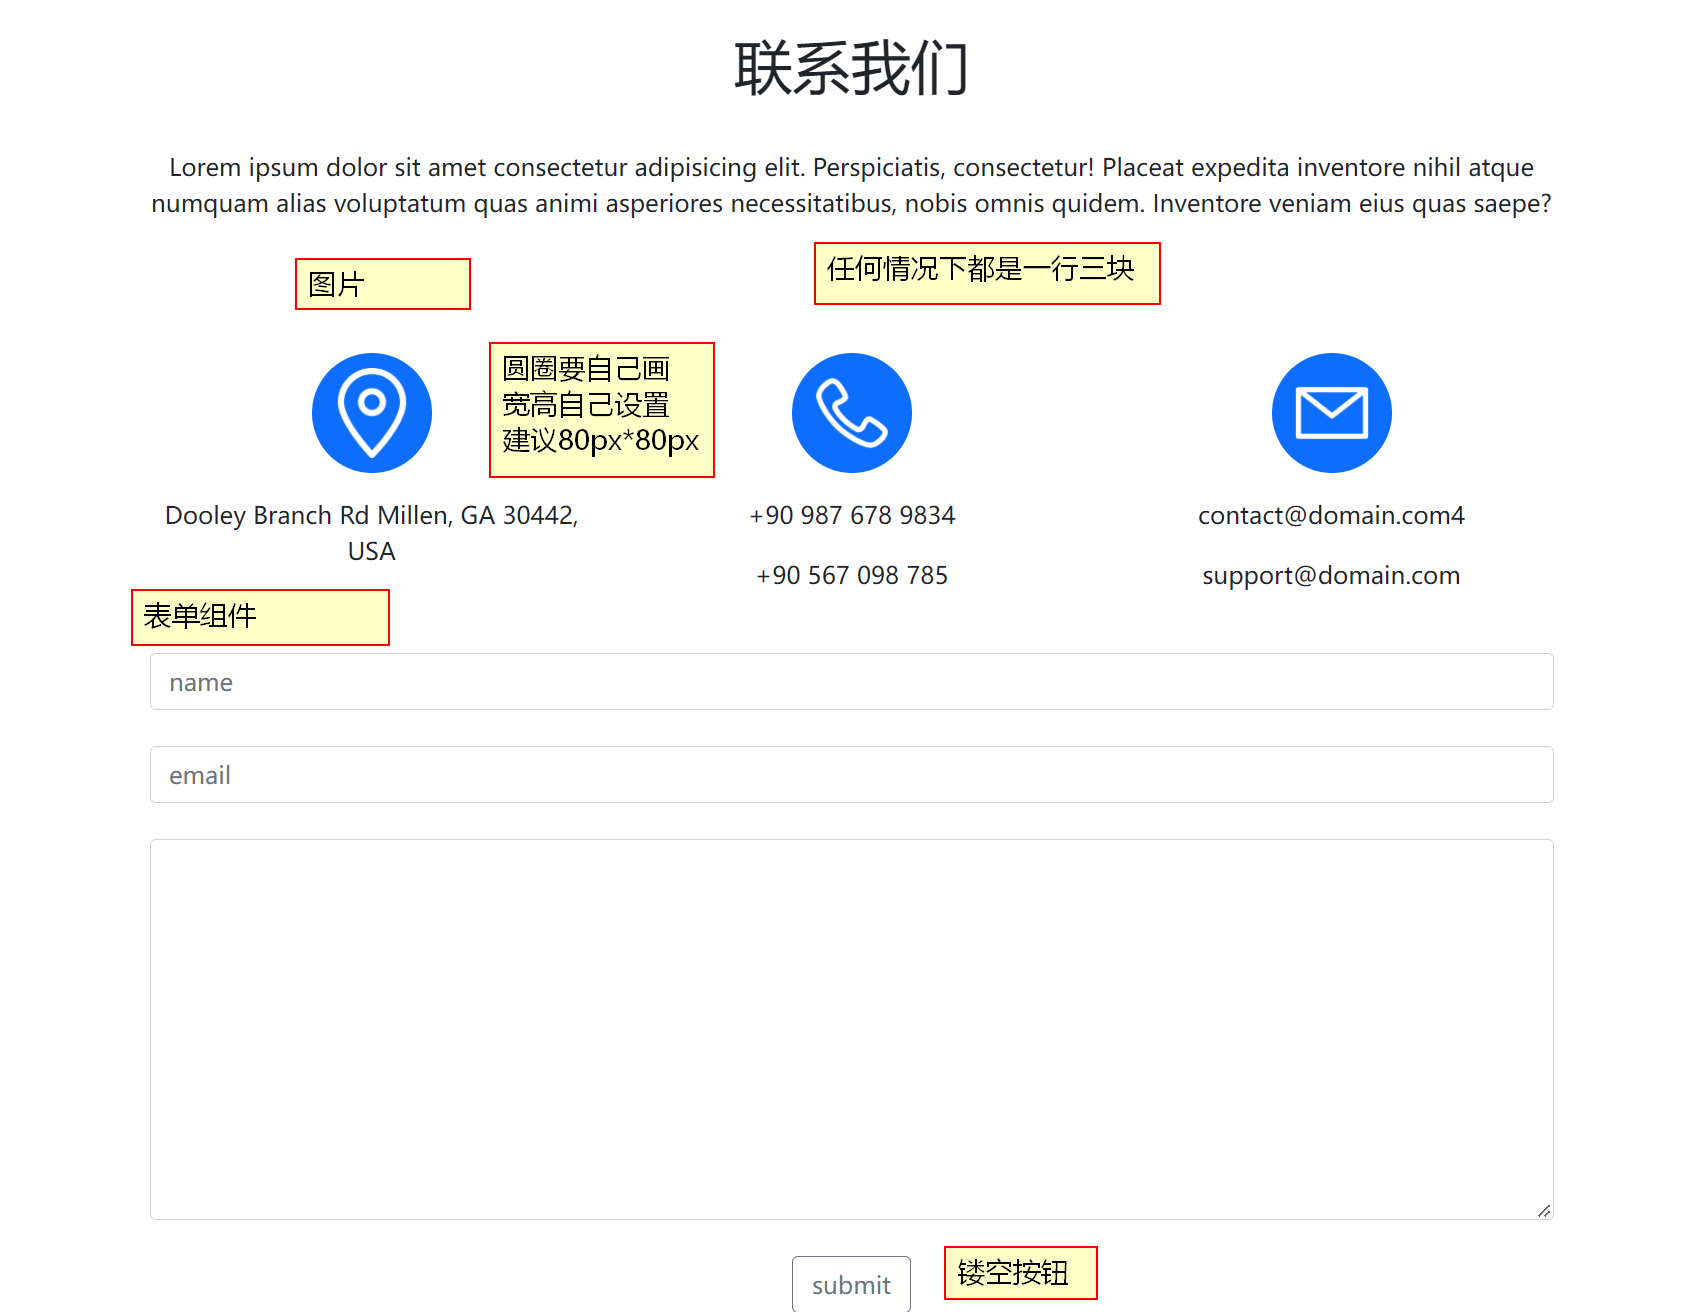 联系我们
Lorem ipsum dolor sit amet consectetur adipisicing elit. Perspiciatis, consectetur! Placeat expedita inventore nihil atque
numquam alias voluptatum quas animi asperiores necessitatibus, nobis omnis quidem. Inventore veniam eius quas saepe?
图片
任何情况下都是一行三块
圆圈要自己画
宽高自己设置
建议80px*80px
Dooley Branch Rd Millen, GA 30442,
USA
+90 987 678 9834
+90 567 098 785
contact@domain.com4
support@domain.com
表单组件
name
email
submit
镂空按钮